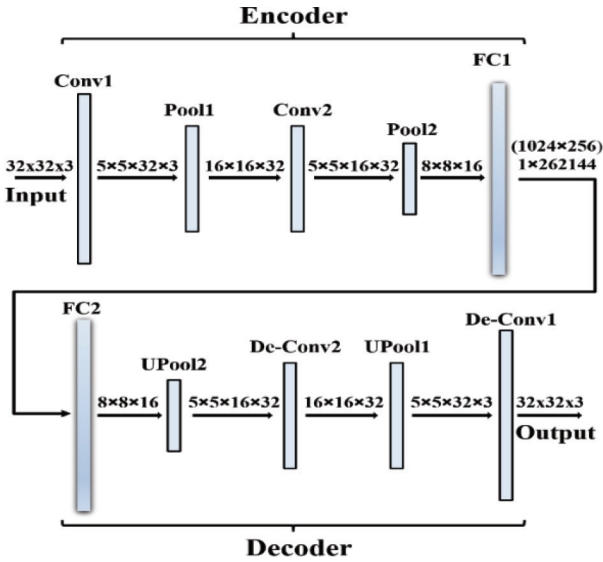 Encoder
FC1
Conv1
Pool1
Conv2
Pool2
(1024×256)
32x32x3
5×5×32×3
16×16×32
5×5×16×32
8×8×16
1×262144
Input
FC2
De-Conv1
UPool2
Dc-Conv2
UPool1
8×8×16
5×5×16×32
16×16×32
5×5×32×3
32x32x3
Output
Decoder